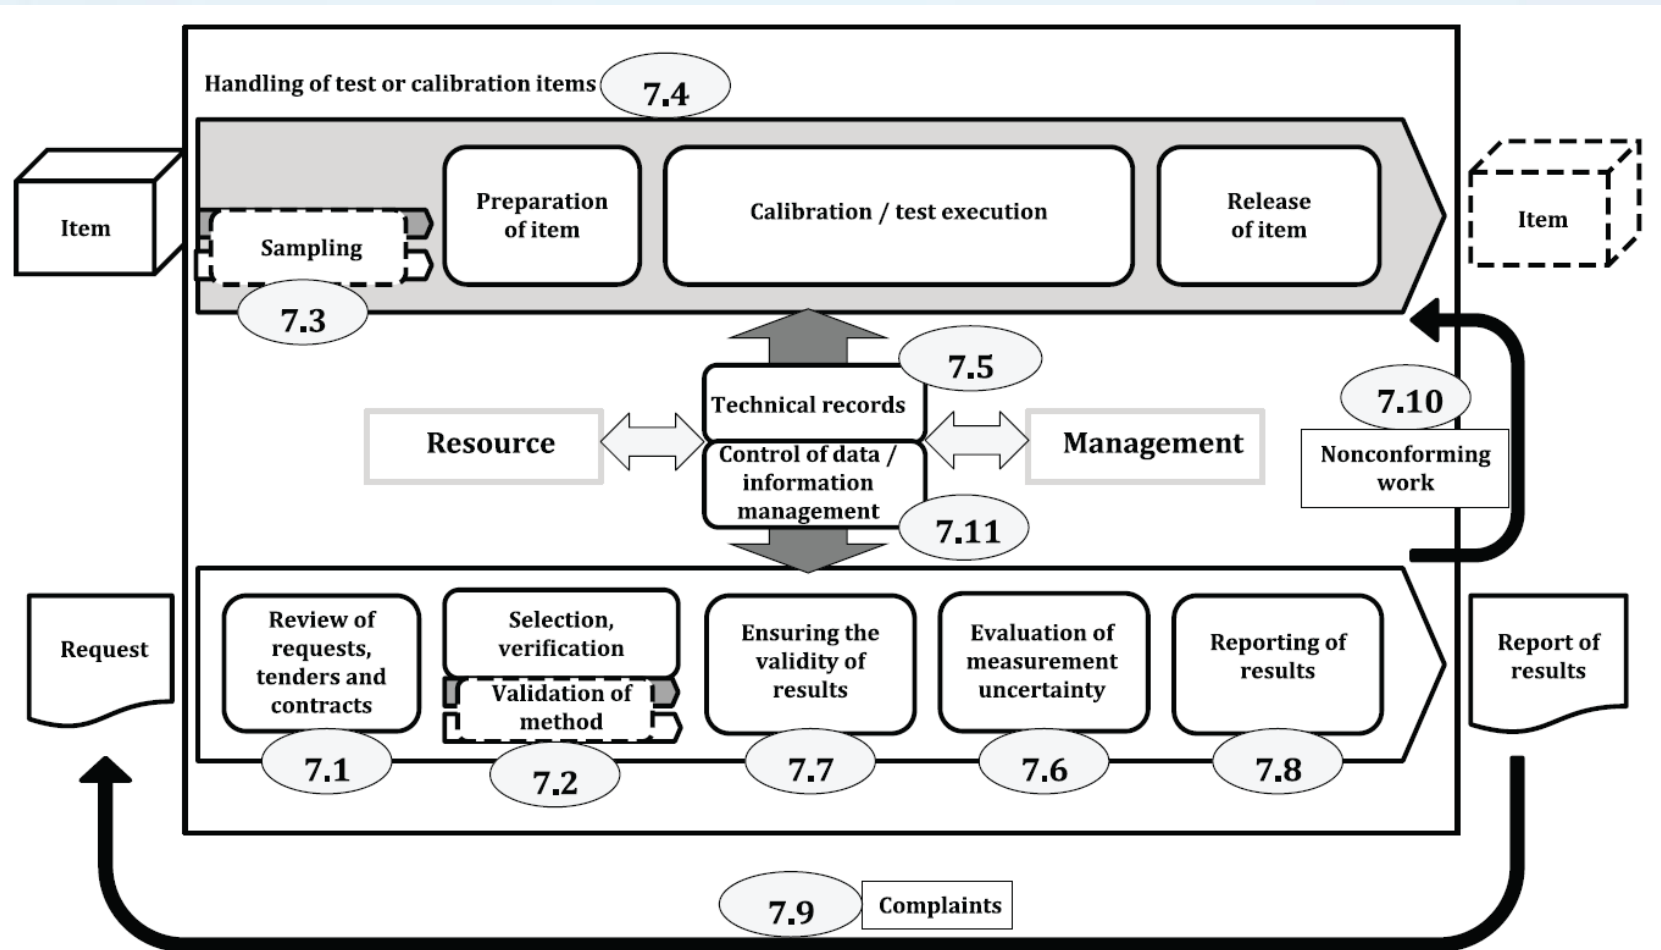 Handling of test or calibration items
7.4
Item
Sampling
7.3
Preparation
of item
Calibration / test execution
Release
of item
Item
Technical records
7.5
Resource
Control of data /
information
management
7.11
Management
7.10
Nonconforming
work
Request
Review of
requests,
tenders and
contracts
7.1
Selection,
verification
Validation of
method
7.2
Ensuring the
validity of
results
7.7
Evaluation of
measurement
uncertainty
7.6
Reporting of
results
7.8
Report of
results
7.9
Complaints